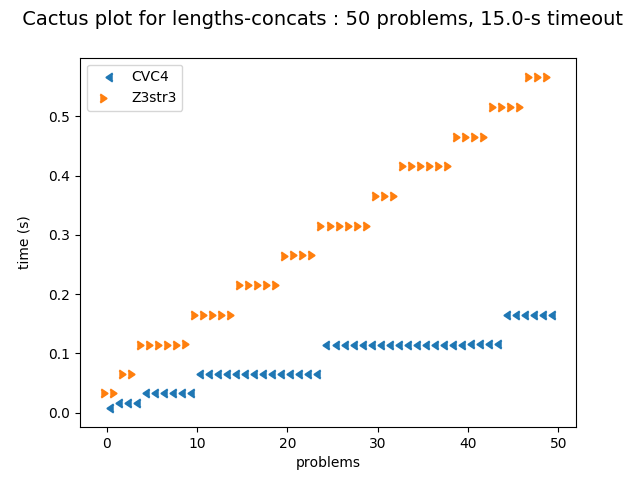 Cactus plot for lengths-concats : 50 problems, 15.0-s timeout
CVC4
Z3str3
time (s)
0.5
0.4
0.3
0.2
0.1
0.0
0 10 20 30 40 50
problems